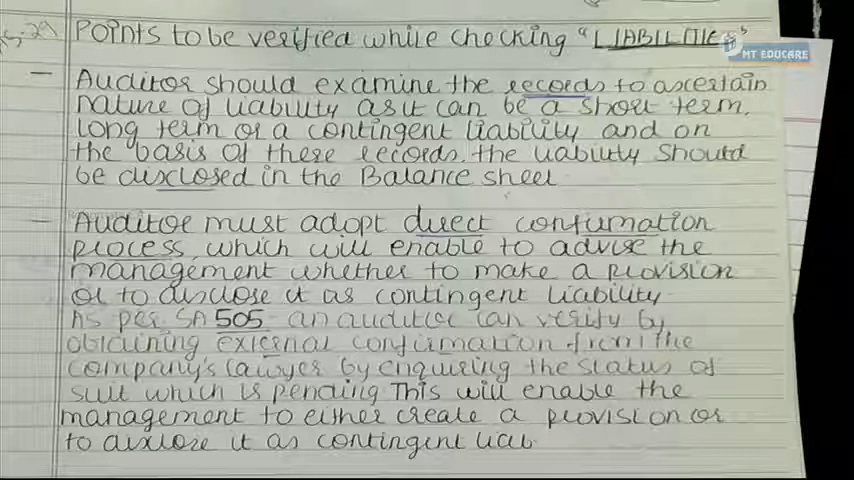 5.29 Points to be verified while checking "LIABILITIES"
MT EDUCARE
- Auditor should examine the records to ascertain
nature of liability as it can be a short term,
long term or a contingent liability and on
the basis of these records, the liability should
be disclosed in the Balance sheet
- Auditor must adopt direct confirmation
process, which will enable to advise the
management whether to make a provision
or to disclose it as contingent liability.
As per SA 505 an auditor can verify by
obtaining external confirmation from the
company's lawyer by enquiring the status of
suit which is pending This will enable the
management to either create a provision or
to disclose it as contingent liab